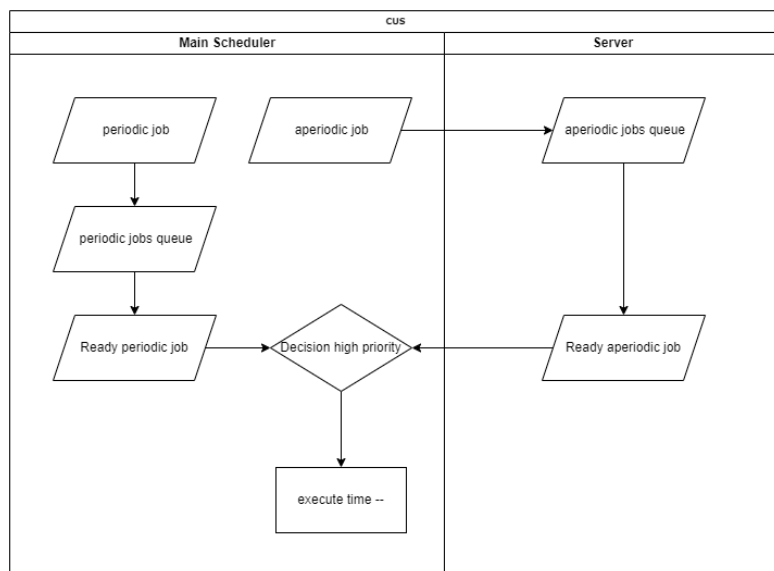 cus
Main Scheduler
Server
periodic job
aperiodic job
aperiodic jobs queue
periodic jobs queue
Ready periodic job
Decision high priority
Ready aperiodic job
execute time --